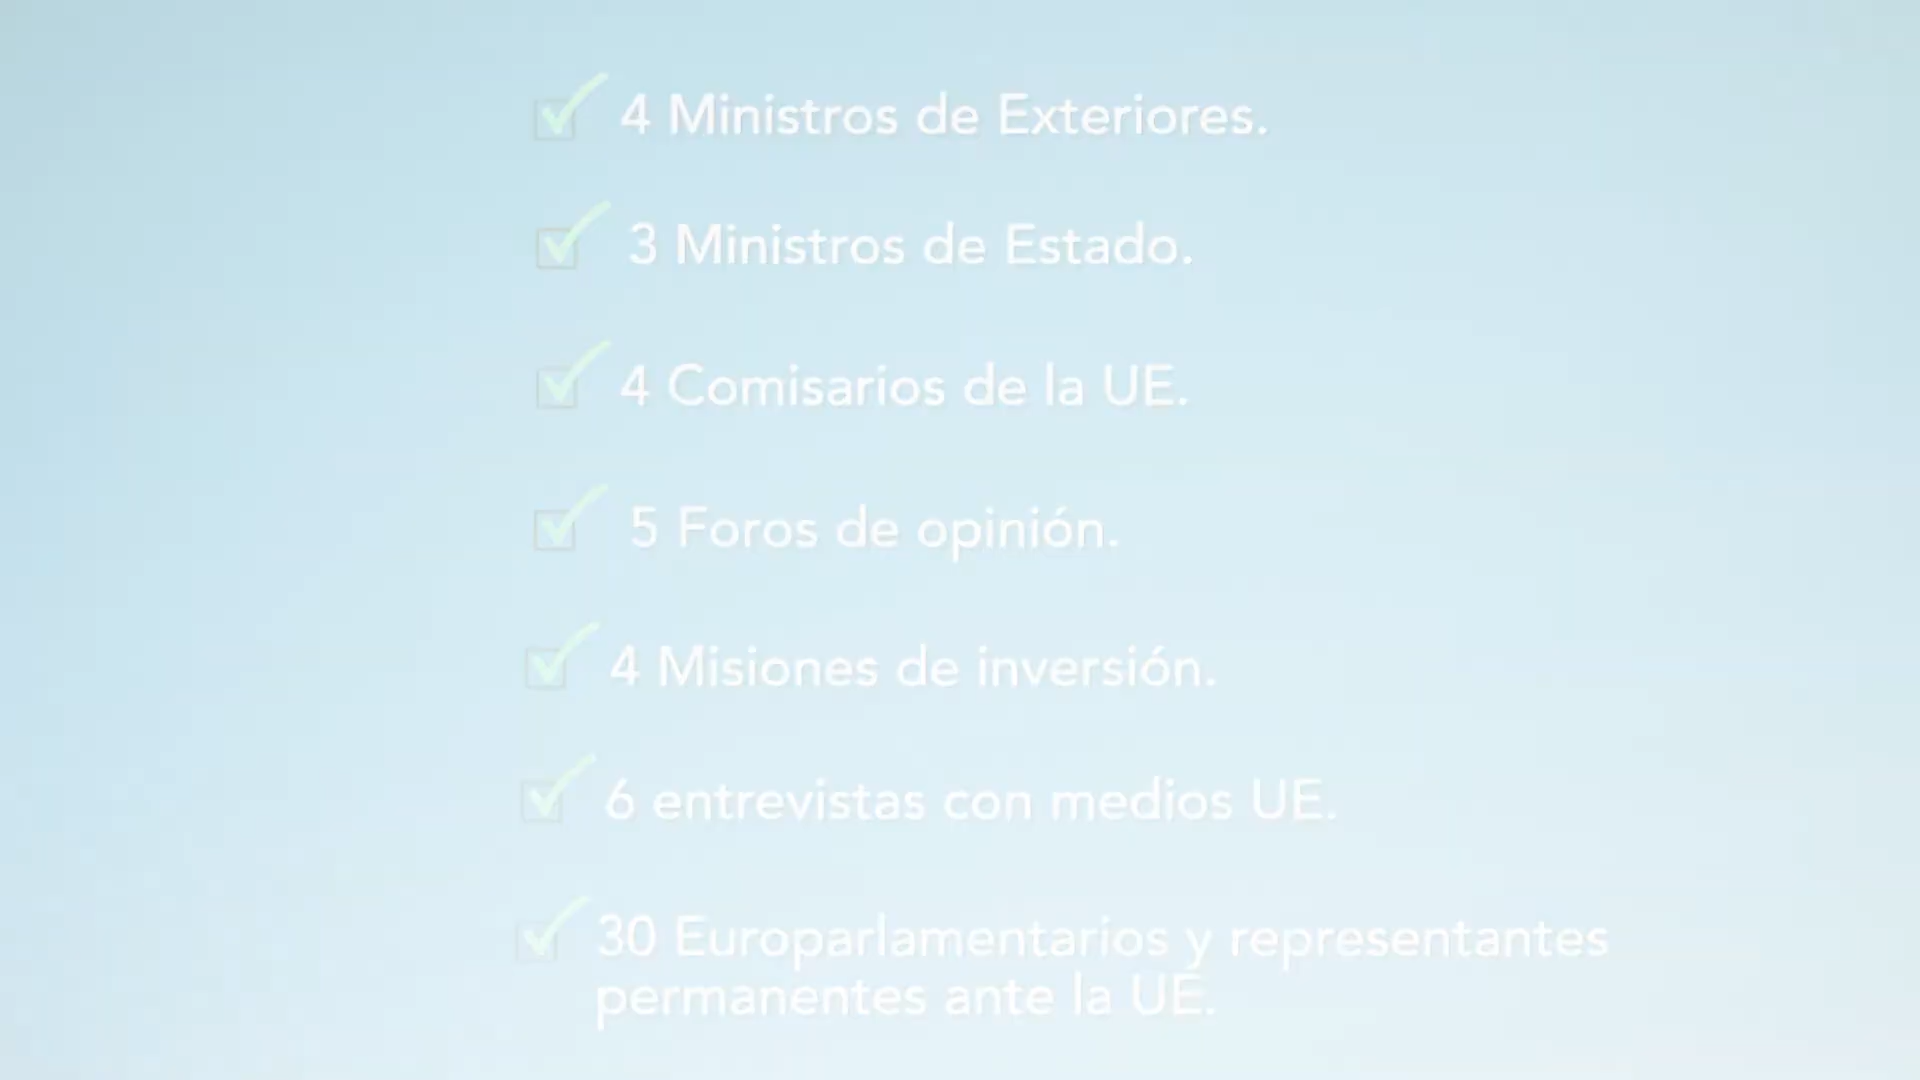 4 Ministros de Exteriores.
3 Ministros de Estado.
4 Comisarios de la UE.
5 Foros de opinión.
4 Misiones de inversión.
6 entrevistas con medios UE.
30 Europarlamentarios y representantes
permanentes ante la UE.